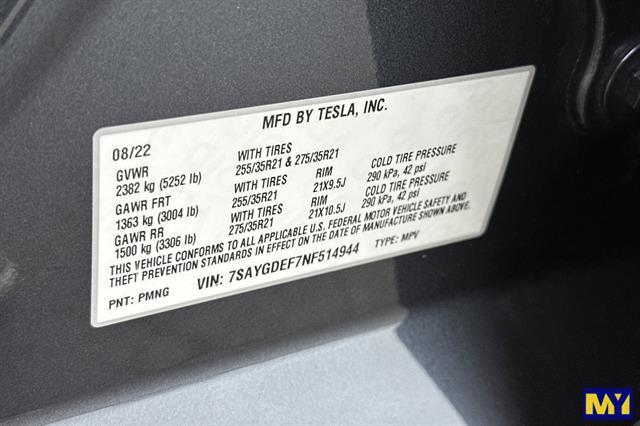 MFD BY TESLA, INC.
08/22
GVWR WITH TIRES
2382 kg (5252 lb) 255/35R21 & 275/35R21
GAWR FRT WITH TIRES RIM COLD TIRE PRESSURE
1363 kg (3004 lb) 255/35R21 21X9.5J 290 kPa, 42 psi
GAWR RR WITH TIRES RIM COLD TIRE PRESSURE
1500 kg (3306 lb) 275/35R21 21X10.5J 290 kPa, 42 psi
THIS VEHICLE CONFORMS TO ALL APPLICABLE U.S. FEDERAL MOTOR VEHICLE SAFETY AND
THEFT PREVENTION STANDARDS IN EFFECT ON THE DATE OF MANUFACTURE SHOWN ABOVE.
PNT: PMNG VIN: 7SAYGDEF7NF514944 TYPE: MPV
MY